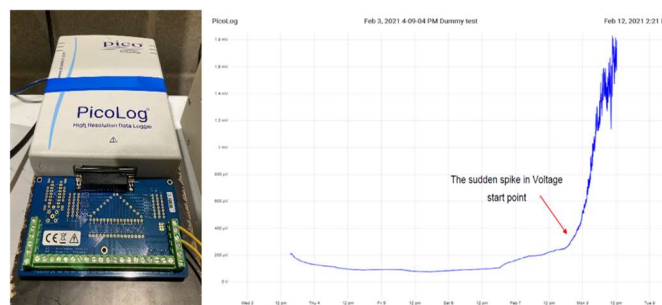 pico
PicoLog
High Resolution Data Logger
CE
PicoLog
Feb 3, 2021 4-09-04 PM Dummy test
Feb 12, 2021 2:21
1.8 mV
1.6 mV
1.4 mV
1.2 mV
1 mV
800 µV
600 µV
400 µV
200 µV
0 V
The sudden spike in Voltage
start point
Wed 3 12 pm Thu 4 12 pm Fri 5 12 pm Sat 6 12 pm Feb 7 12 pm Mon 8 12 pm Tue 9